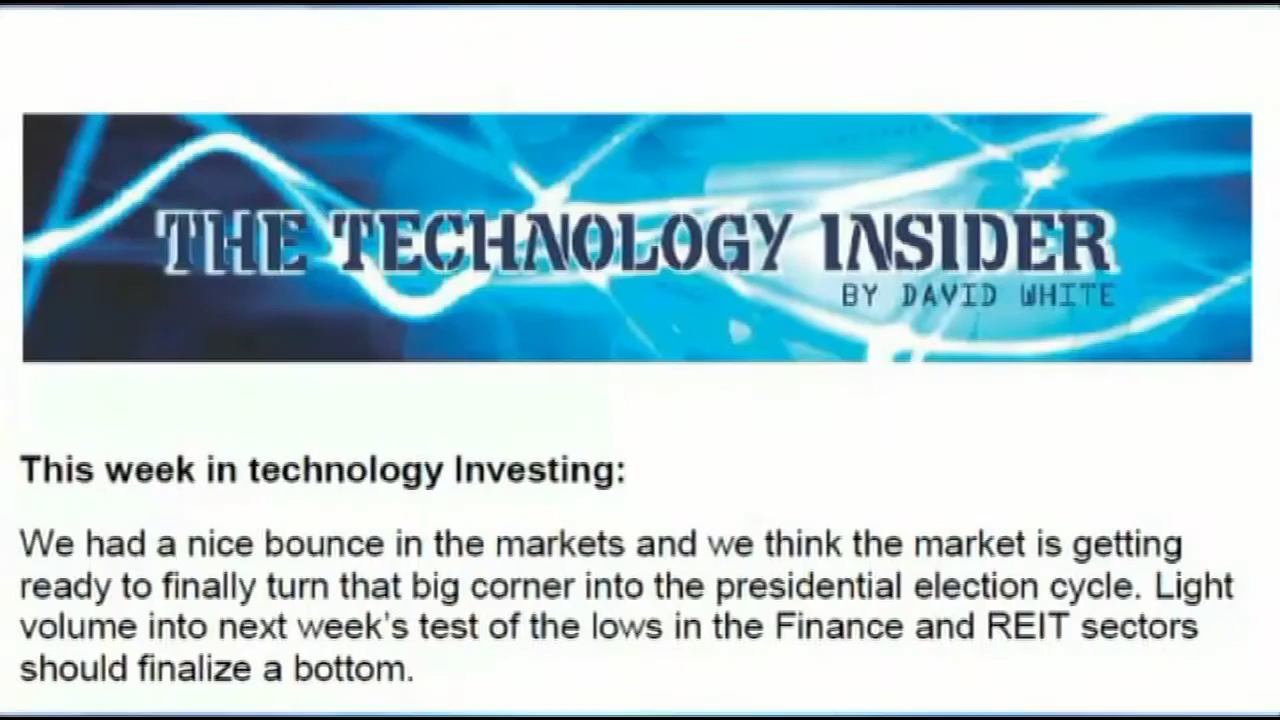 THE TECHNOLOGY INSIDER
BY DAVID WHITE
This week in technology Investing:
We had a nice bounce in the markets and we think the market is getting
ready to finally turn that big corner into the presidential election cycle. Light
volume into next week's test of the lows in the Finance and REIT sectors
should finalize a bottom.